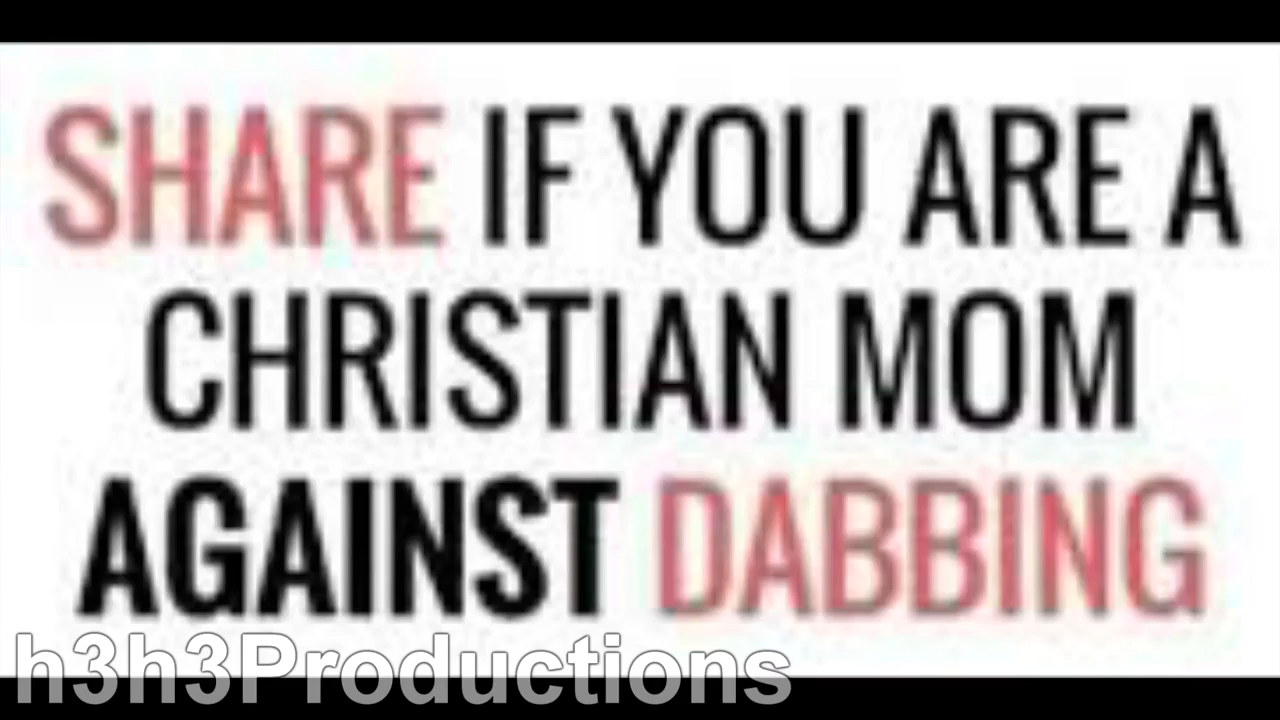 SHARE IF YOU ARE A
CHRISTIAN MOM
AGAINST DABBING
h3h3Productions